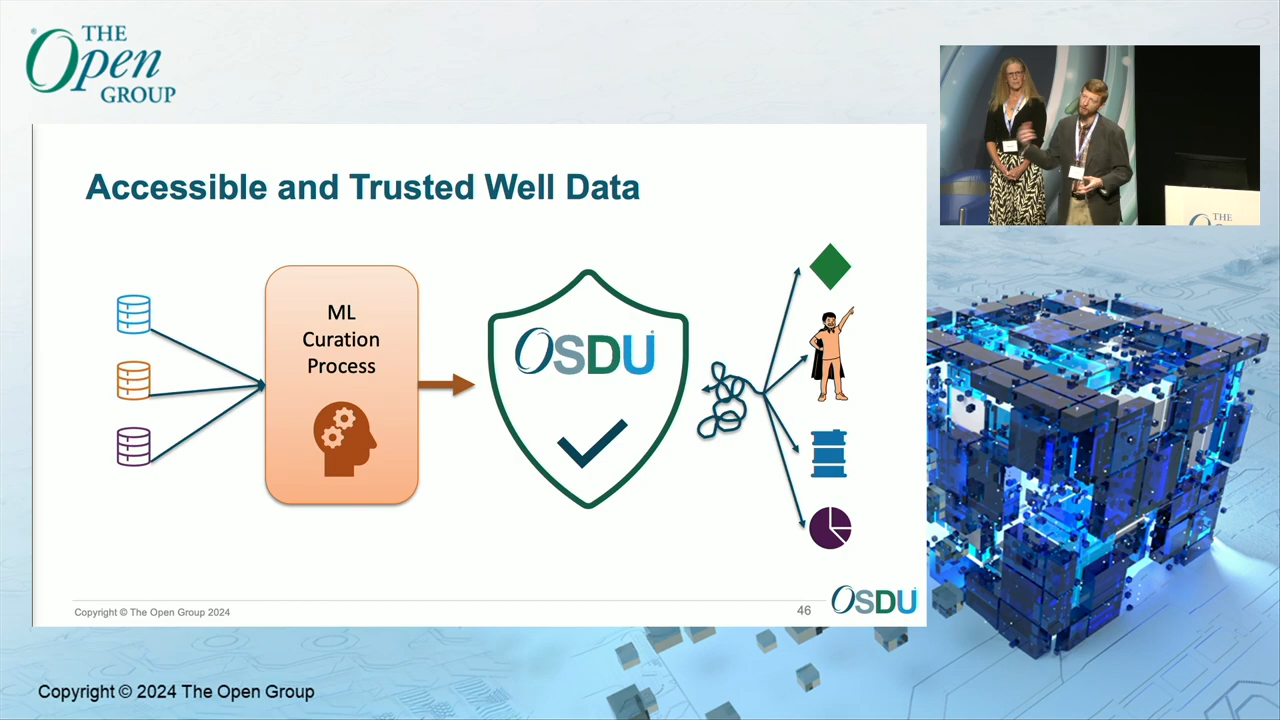 THE
Open
GROUP
Accessible and Trusted Well Data
ML
Curation
Process
OSDU
Copyright © The Open Group 2024
46
OSDU
THE
Copyright © 2024 The Open Group